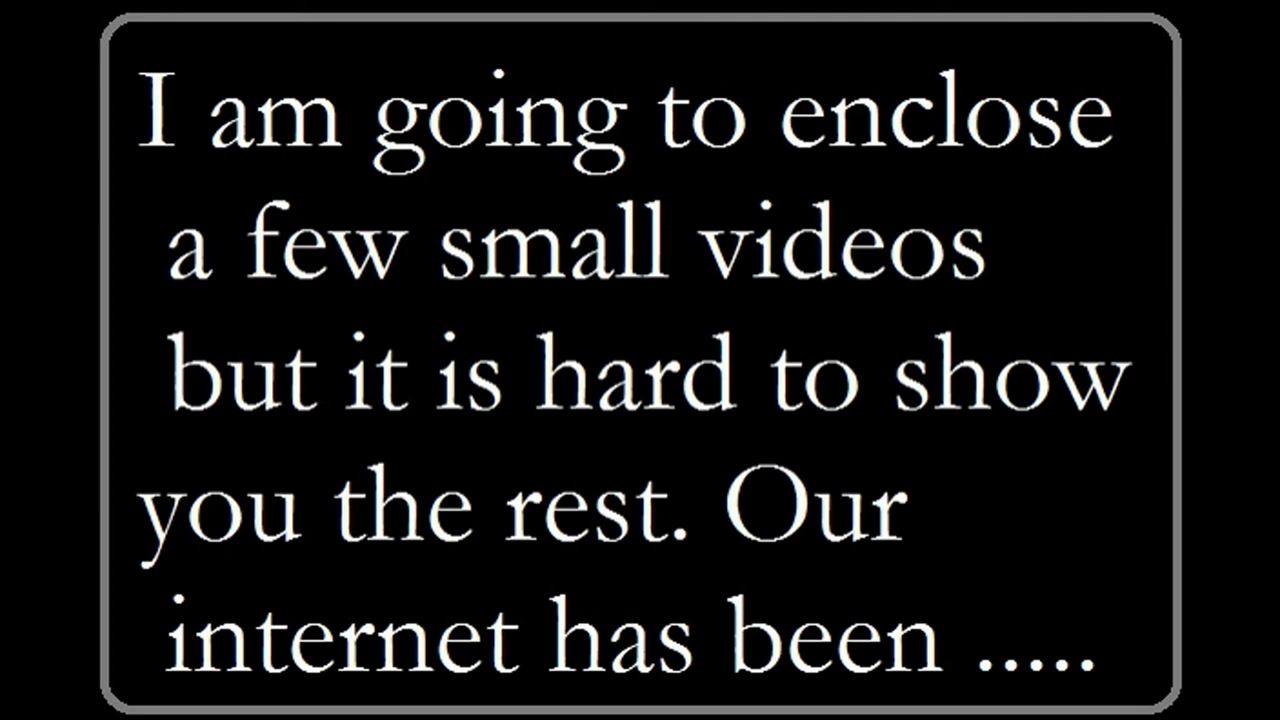 I am going to enclose
a few small videos
but it is hard to show
you the rest. Our
internet has been .....